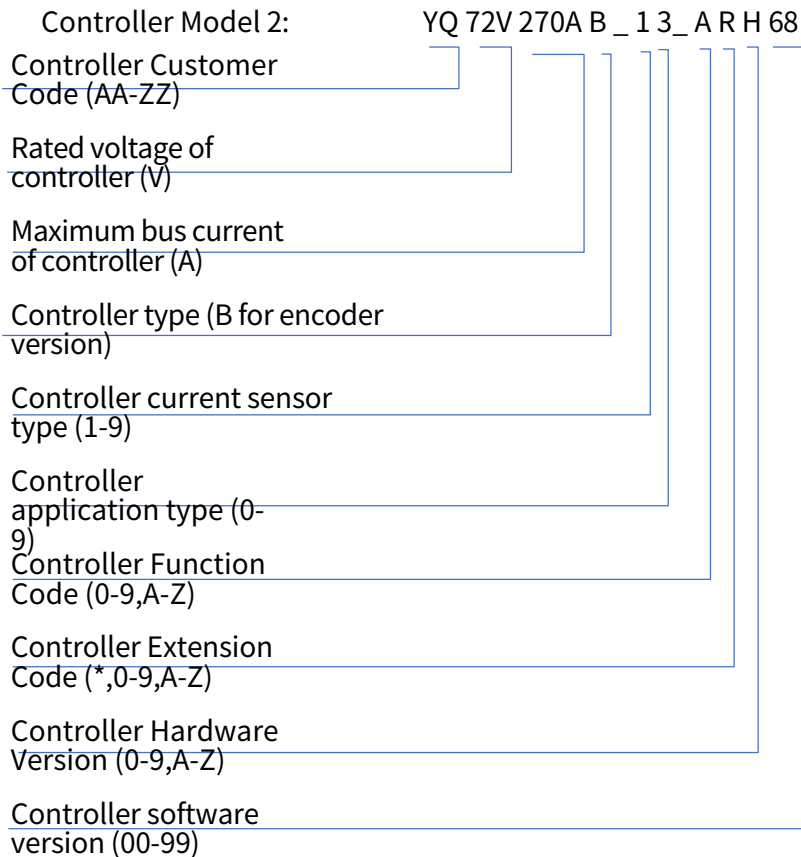 Controller Model 2: YQ 72V 270A B _ 1 3_ A R H 68
Controller Customer
Code (AA-ZZ)
Rated voltage of
controller (V)
Maximum bus current
of controller (A)
Controller type (B for encoder
version)
Controller current sensor
type (1-9)
Controller
application type (0-
9)
Controller Function
Code (0-9,A-Z)
Controller Extension
Code (*,0-9,A-Z)
Controller Hardware
Version (0-9,A-Z)
Controller software
version (00-99)